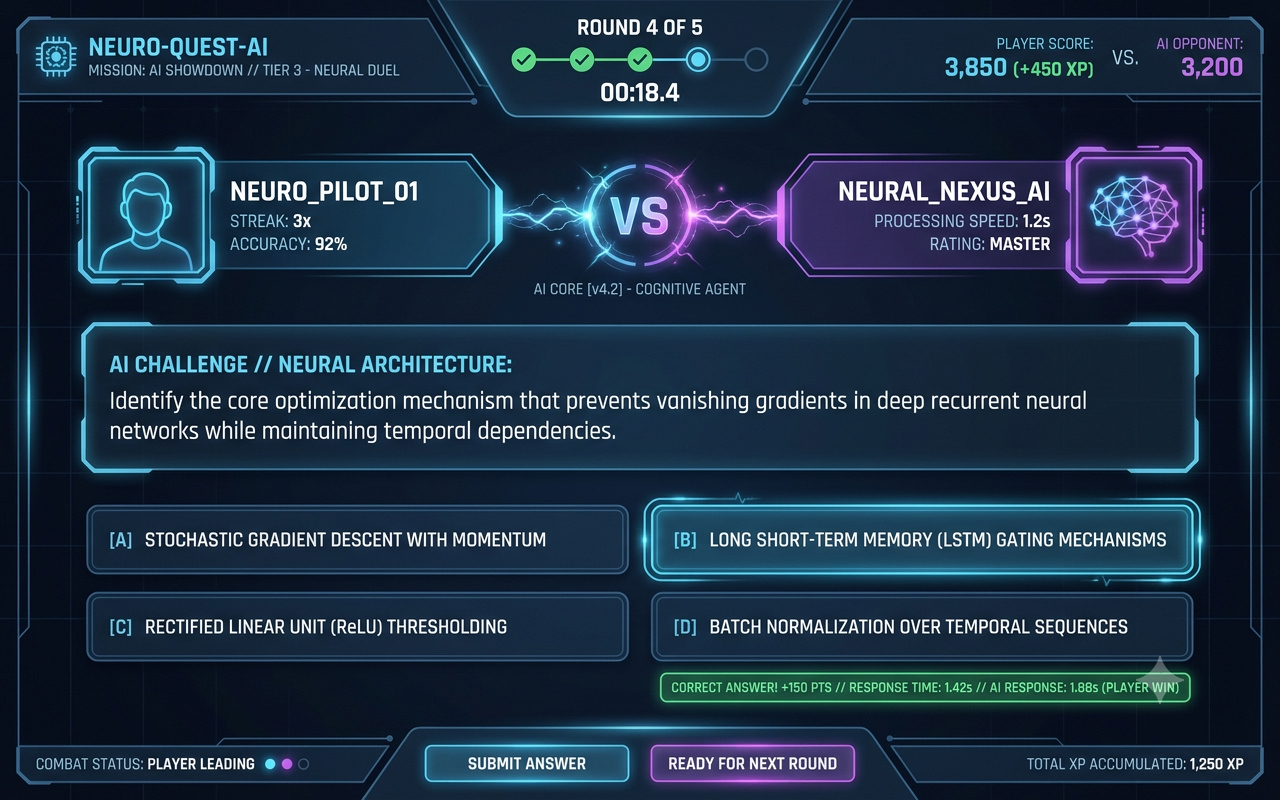 NEURO-QUEST-AI
MISSION: AI SHOWDOWN // TIER 3 - NEURAL DUEL
ROUND 4 OF 5
00:18.4
PLAYER SCORE:
3,850 (+450 XP)
VS.
AI OPPONENT:
3,200
NEURO_PILOT_01
STREAK: 3x
ACCURACY: 92%
VS
NEURAL_NEXUS_AI
PROCESSING SPEED: 1.2s
RATING: MASTER
AI CORE [v4.2] - COGNITIVE AGENT
AI CHALLENGE // NEURAL ARCHITECTURE:
Identify the core optimization mechanism that prevents vanishing gradients in deep recurrent neural
networks while maintaining temporal dependencies.
[A] STOCHASTIC GRADIENT DESCENT WITH MOMENTUM
[B] LONG SHORT-TERM MEMORY (LSTM) GATING MECHANISMS
[C] RECTIFIED LINEAR UNIT (ReLU) THRESHOLDING
[D] BATCH NORMALIZATION OVER TEMPORAL SEQUENCES
CORRECT ANSWER! +150 PTS // RESPONSE TIME: 1.42s // AI RESPONSE: 1.88s (PLAYER WIN)
COMBAT STATUS: PLAYER LEADING
SUBMIT ANSWER
READY FOR NEXT ROUND
TOTAL XP ACCUMULATED: 1,250 XP